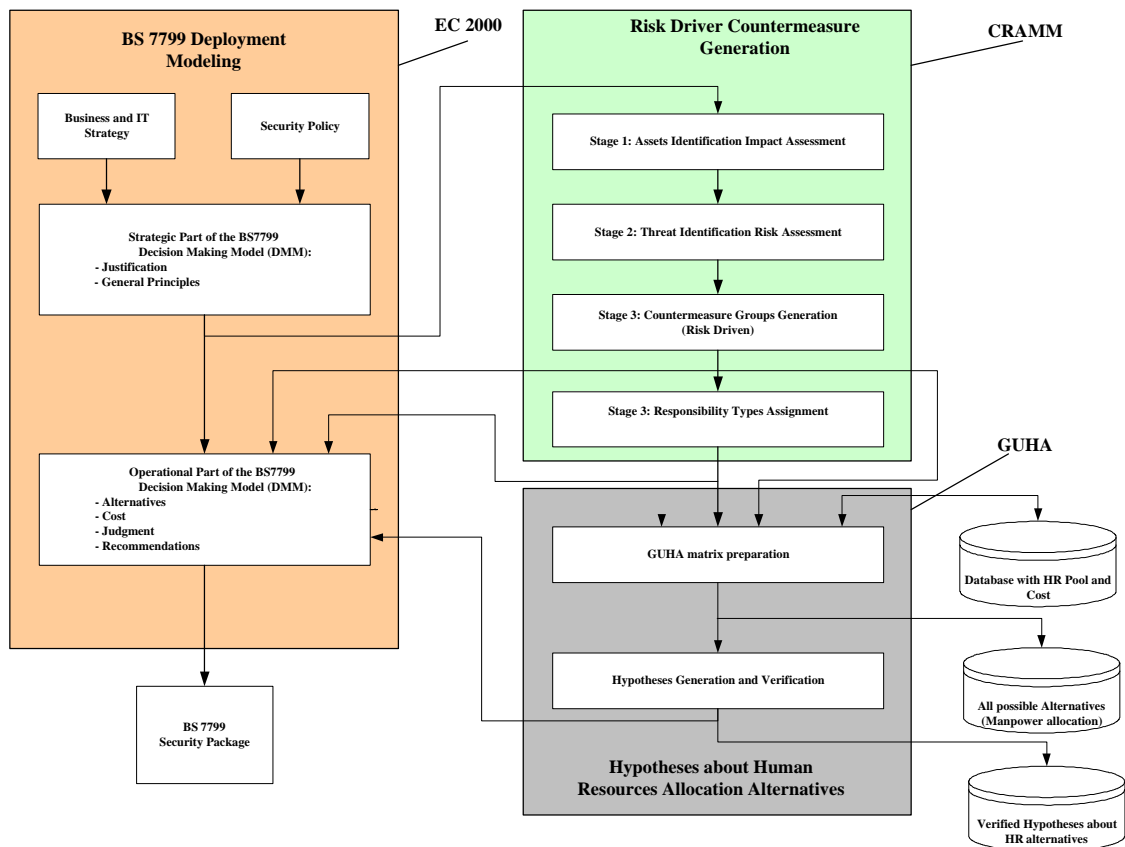 BS 7799 Deployment
Modeling
EC 2000
Business and IT
Strategy
Security Policy
Strategic Part of the BS7799
Decision Making Model (DMM):
- Justification
- General Principles
Operational Part of the BS7799
Decision Making Model (DMM):
- Alternatives
- Cost
- Judgment
- Recommendations
BS 7799
Security Package
Risk Driver Countermeasure
Generation
CRAMM
Stage 1: Assets Identification Impact Assessment
Stage 2: Threat Identification Risk Assessment
Stage 3: Countermeasure Groups Generation
(Risk Driven)
Stage 3: Responsibility Types Assignment
GUHA
GUHA matrix preparation
Hypotheses Generation and Verification
Hypotheses about Human
Resources Allocation Alternatives
Database with HR Pool and
Cost
All possible Alternatives
(Manpower allocation)
Verified Hypotheses about
HR alternatives